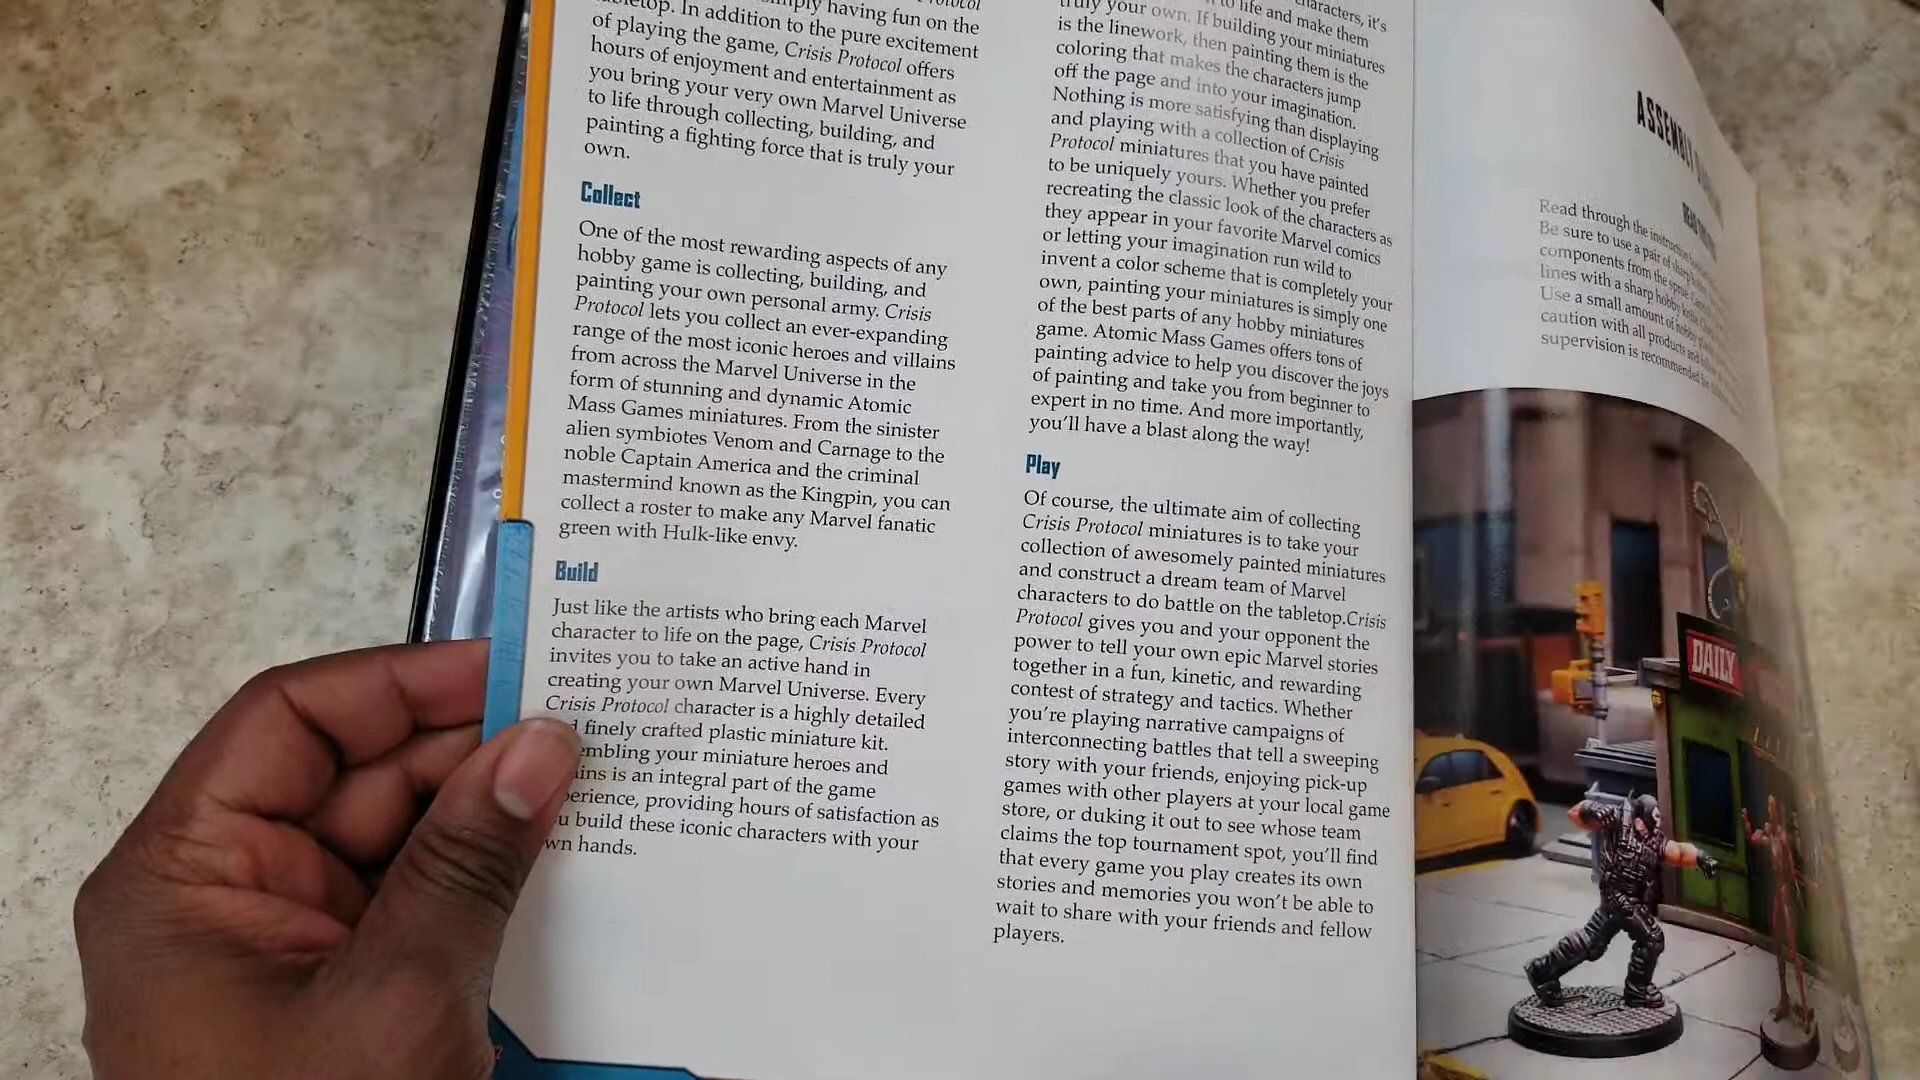 Protocol
simply having fun on the
tabletop. In addition to the pure excitement
of playing the game, Crisis Protocol offers
hours of enjoyment and entertainment as
you bring your very own Marvel Universe
to life through collecting, building, and
painting a fighting force that is truly your
own.
Collect
One of the most rewarding aspects of any
hobby game is collecting, building, and
painting your own personal army. Crisis
Protocol lets you collect an ever-expanding
range of the most iconic heroes and villains
from across the Marvel Universe in the
form of stunning and dynamic Atomic
Mass Games miniatures. From the sinister
alien symbiotes Venom and Carnage to the
noble Captain America and the criminal
mastermind known as the Kingpin, you can
collect a roster to make any Marvel fanatic
green with Hulk-like envy.
Build
Just like the artists who bring each Marvel
character to life on the page, Crisis Protocol
invites you to take an active hand in
creating your own Marvel Universe. Every
Crisis Protocol character is a highly detailed
finely crafted plastic miniature kit.
embling your miniature heroes and
ains is an integral part of the game
perience, providing hours of satisfaction as
u build these iconic characters with your
wn hands.
characters, it's
to life and make them
truly your own. If building your miniatures
is the linework, then painting them is the
coloring that makes the characters jump
off the page and into your imagination.
Nothing is more satisfying than displaying
and playing with a collection of Crisis
Protocol miniatures that you have painted
to be uniquely yours. Whether you prefer
recreating the classic look of the characters as
they appear in your favorite Marvel comics
or letting your imagination run wild to
invent a color scheme that is completely your
own, painting your miniatures is simply one
of the best parts of any hobby miniatures
game. Atomic Mass Games offers tons of
painting advice to help you discover the joys
of painting and take you from beginner to
expert in no time. And more importantly,
you'll have a blast along the way!
Play
Of course, the ultimate aim of collecting
Crisis Protocol miniatures is to take your
collection of awesomely painted miniatures
and construct a dream team of Marvel
characters to do battle on the tabletop.Crisis
Protocol gives you and your opponent the
power to tell your own epic Marvel stories
together in a fun, kinetic, and rewarding
contest of strategy and tactics. Whether
you're playing narrative campaigns of
interconnecting battles that tell a sweeping
story with your friends, enjoying pick-up
games with other players at your local game
store, or duking it out to see whose team
claims the top tournament spot, you'll find
that every game you play creates its own
stories and memories you won't be able to
wait to share with your friends and fellow
players.
ASSEMBLY
READ
Read through the instruction
Be sure to use a pair of sharp
components from the sprue.
lines with a sharp hobby knife.
Use a small amount of hobby
caution with all products and
supervision is recommended
DAILY